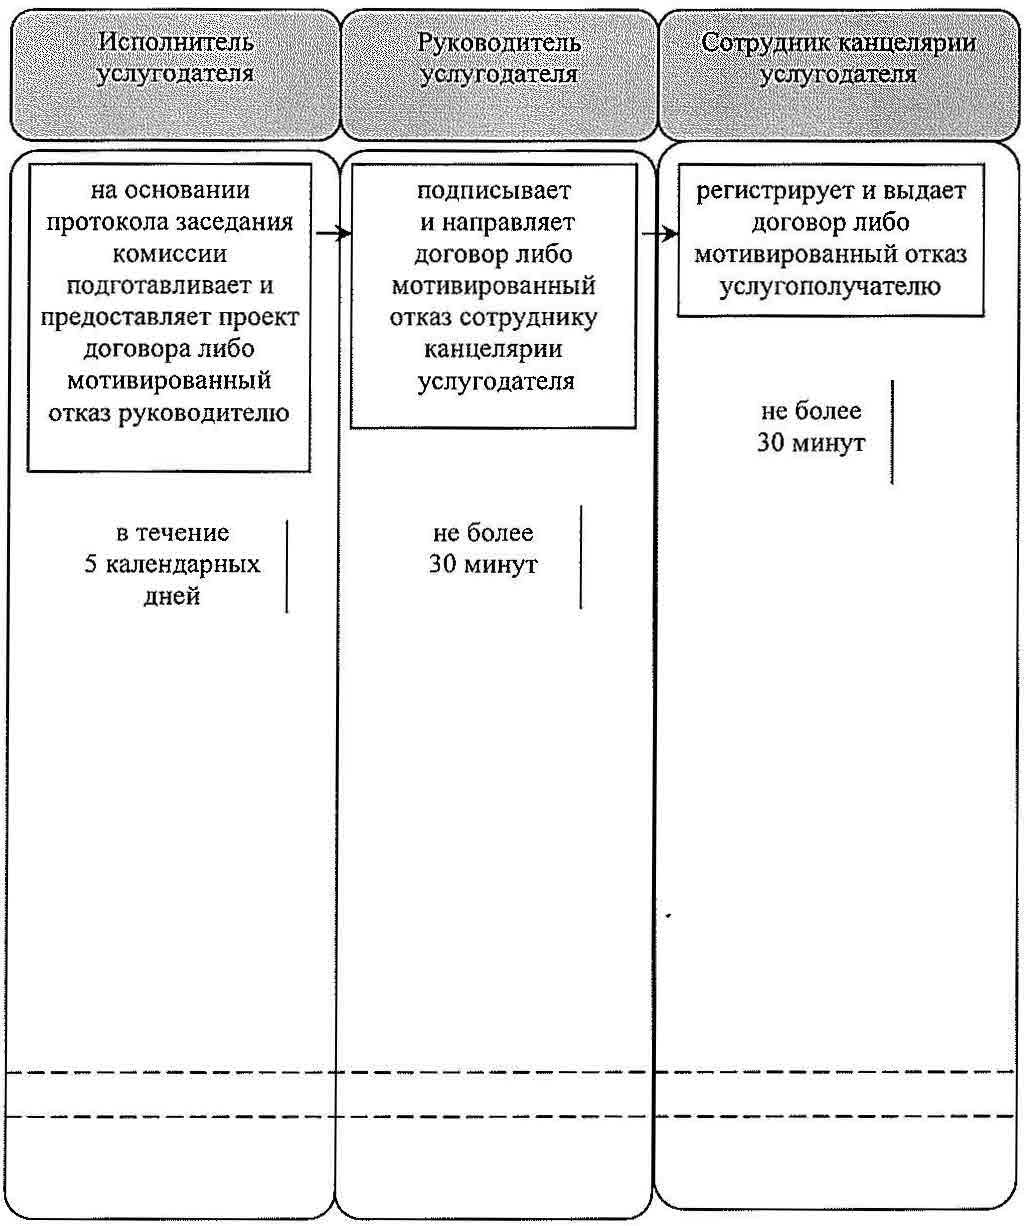 Исполнитель
услугодателя
Руководитель
услугодателя
Сотрудник канцелярии
услугодателя
на основании
протокола заседания
комиссии
подготавливает и
предоставляет проект
договора либо
мотивированный
отказ руководителю
подписывает
и направляет
договор либо
мотивированный
отказ сотруднику
канцелярии
услугодателя
регистрирует и выдает
договор либо
мотивированный отказ
услугополучателю
не более
30 минут
в течение
5 календарных
дней
не более
30 минут